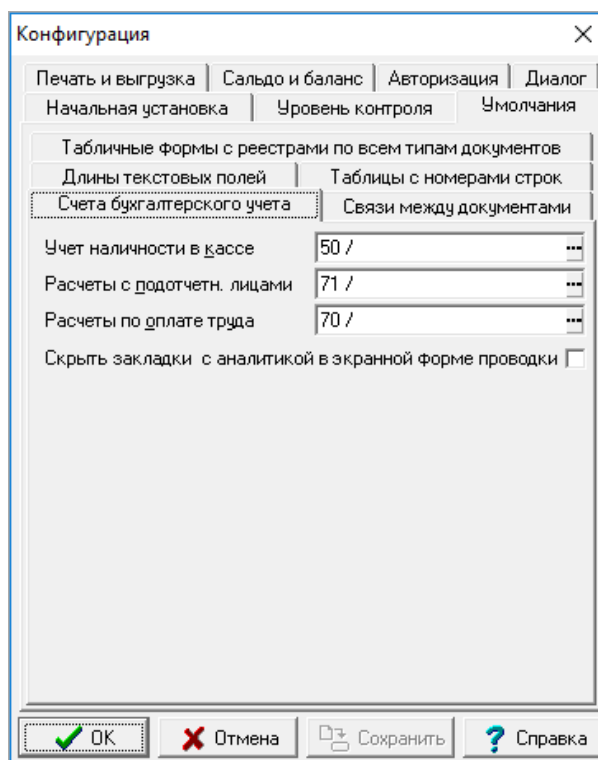 Конфигурация
Печать и выгрузка Сальдо и баланс Авторизация Диалог
Начальная установка Уровень контроля Умолчания
Табличные формы с реестрами по всем типам документов
Длины текстовых полей Таблицы с номерами строк
Счета бухгалтерского учета Связи между документами
Учет наличности в кассе 50 / ...
Расчеты с подотчетн. лицами 71 / ...
Расчеты по оплате труда 70 / ...
Скрыть закладки с аналитикой в экранной форме проводки
OK Отмена Сохранить ? Справка